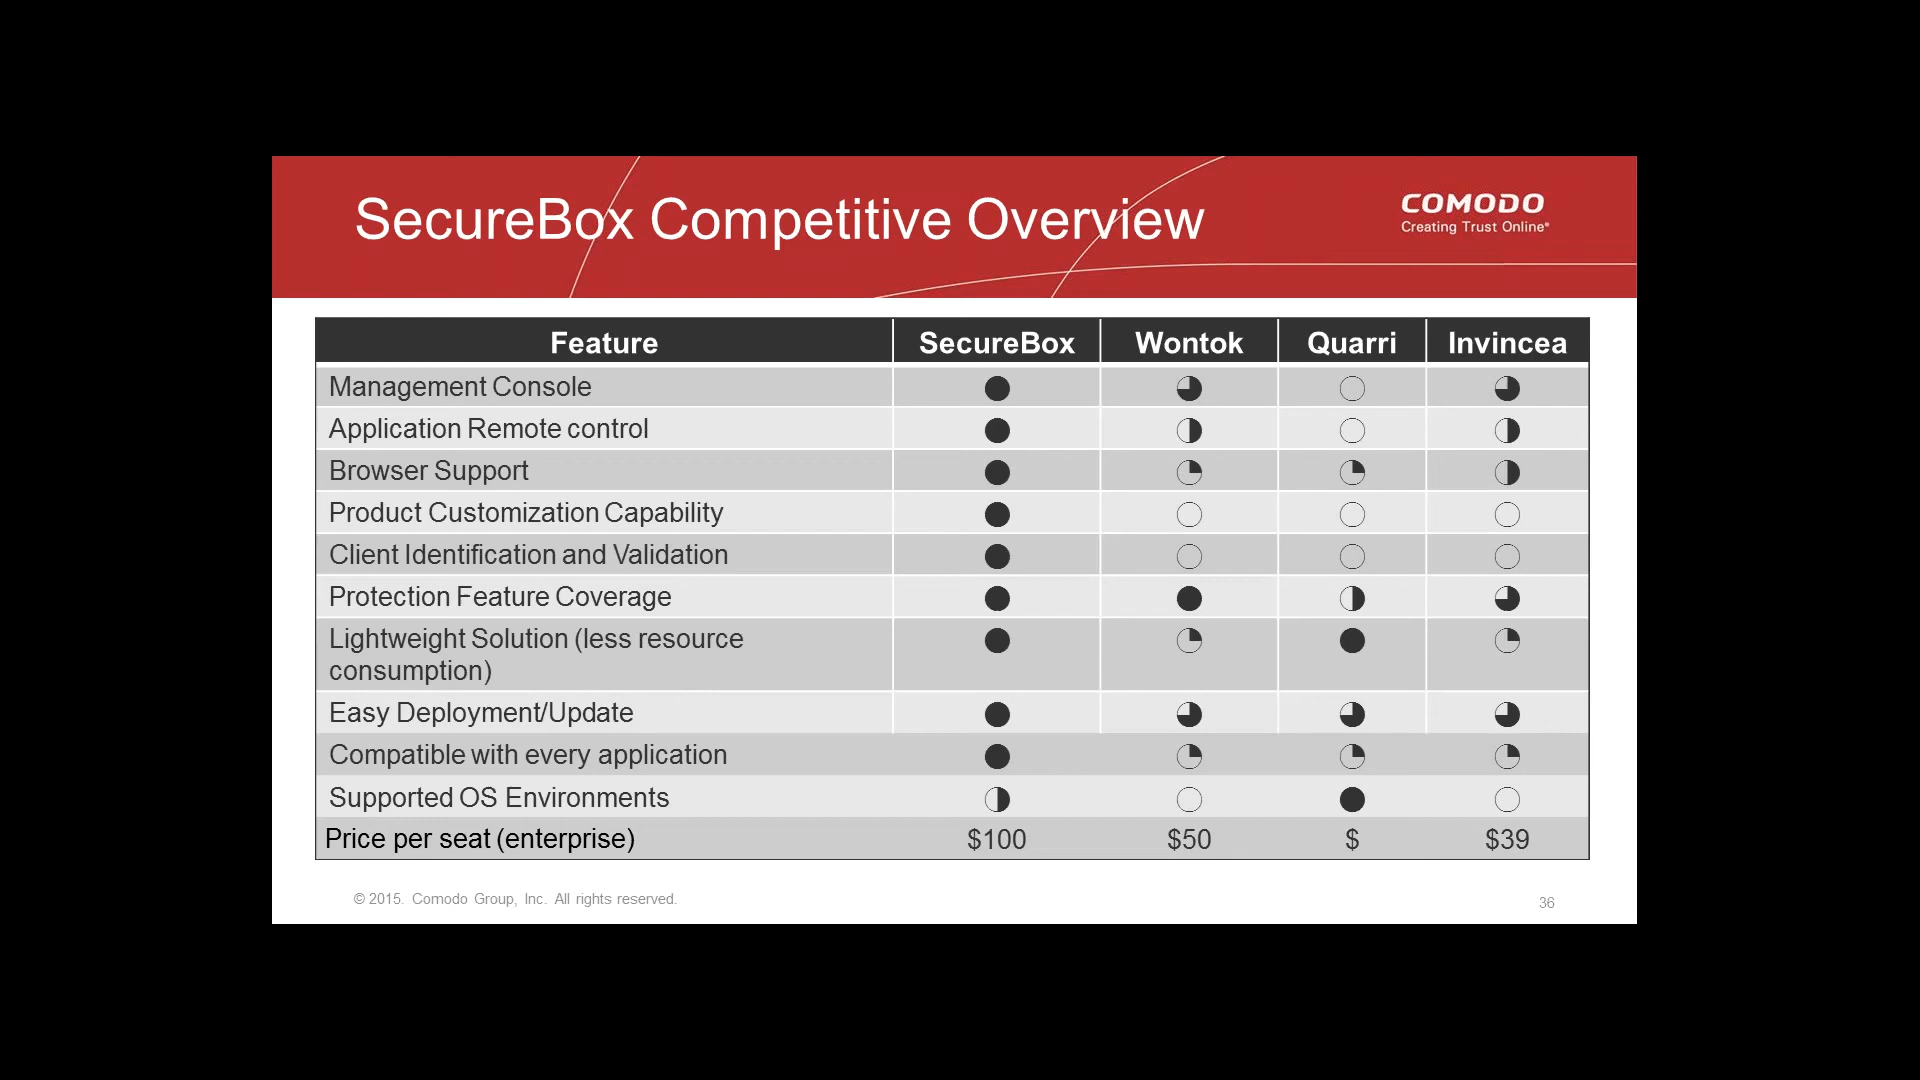 SecureBox Competitive Overview
COMODO
Creating Trust Online®
Feature SecureBox Wontok Quarri Invincea
Management Console ● ◕ ○ ◕
Application Remote control ● ◑ ○ ◑
Browser Support ● ◔ ◔ ◑
Product Customization Capability ● ○ ○ ○
Client Identification and Validation ● ○ ○ ○
Protection Feature Coverage ● ● ◑ ◕
Lightweight Solution (less resource
consumption) ● ◔ ● ◔
Easy Deployment/Update ● ◕ ◕ ◕
Compatible with every application ● ◔ ◔ ◔
Supported OS Environments ◑ ○ ● ○
Price per seat (enterprise) $100 $50 $ $39
© 2015. Comodo Group, Inc. All rights reserved.
36